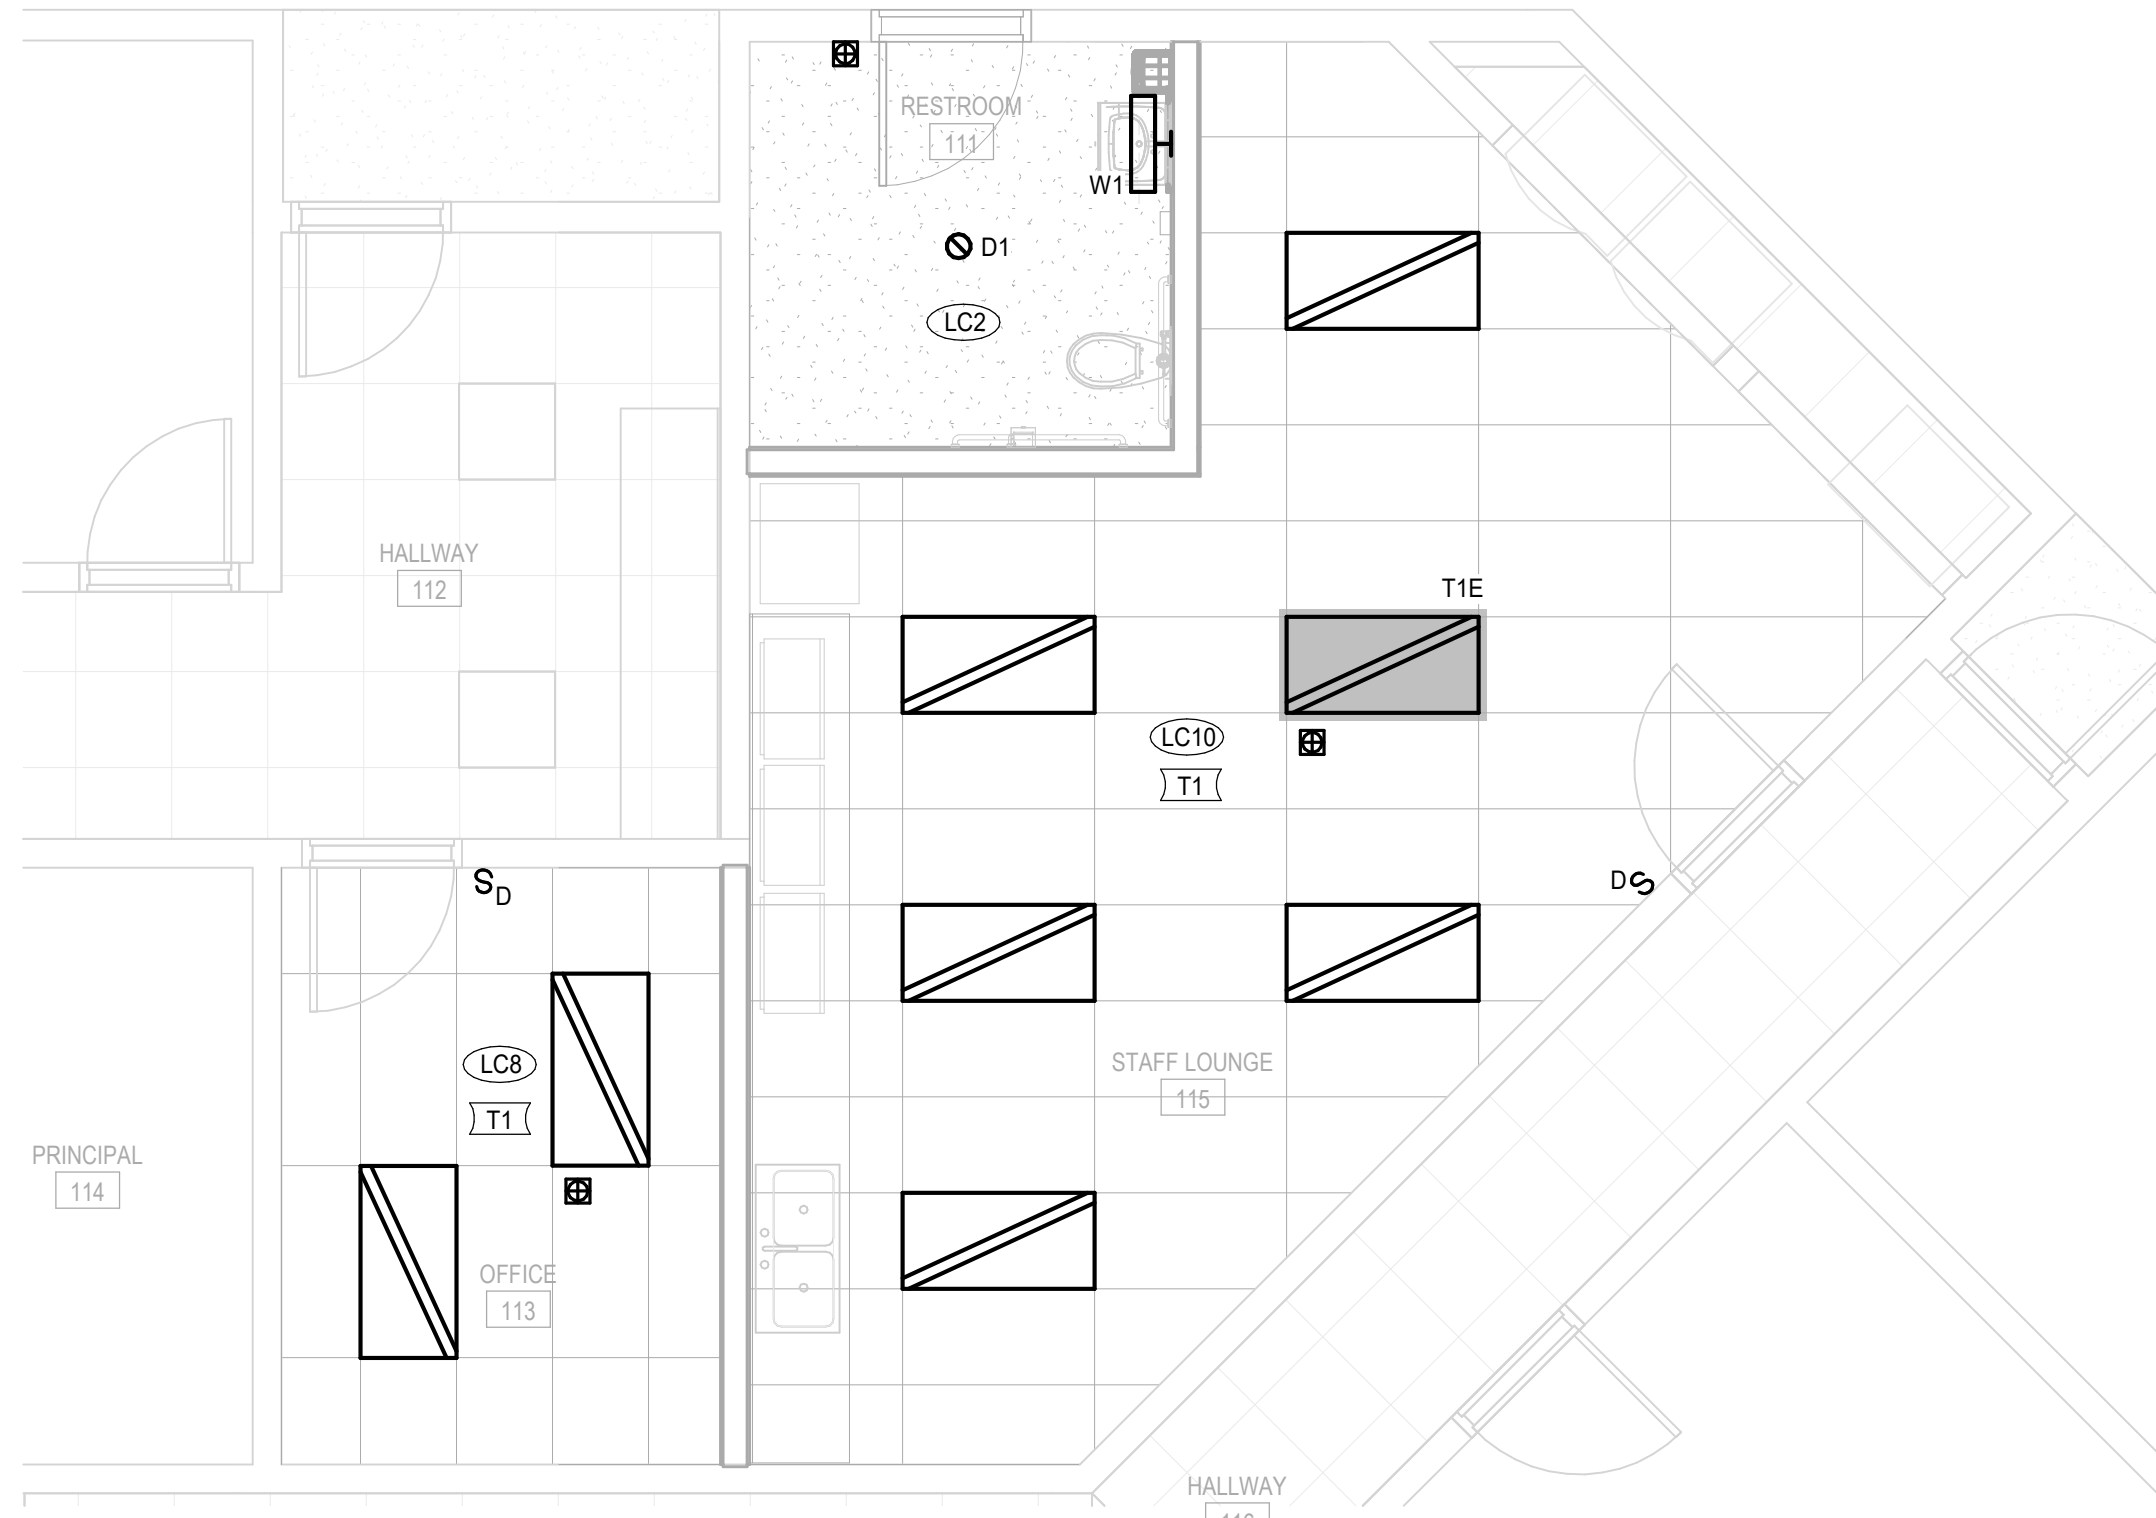 RESTROOM
111
W1
D1
LC2
HALLWAY
112
T1E
LC10
T1
S D
D S
LC8
T1
STAFF LOUNGE
115
PRINCIPAL
114
OFFICE
113
HALLWAY